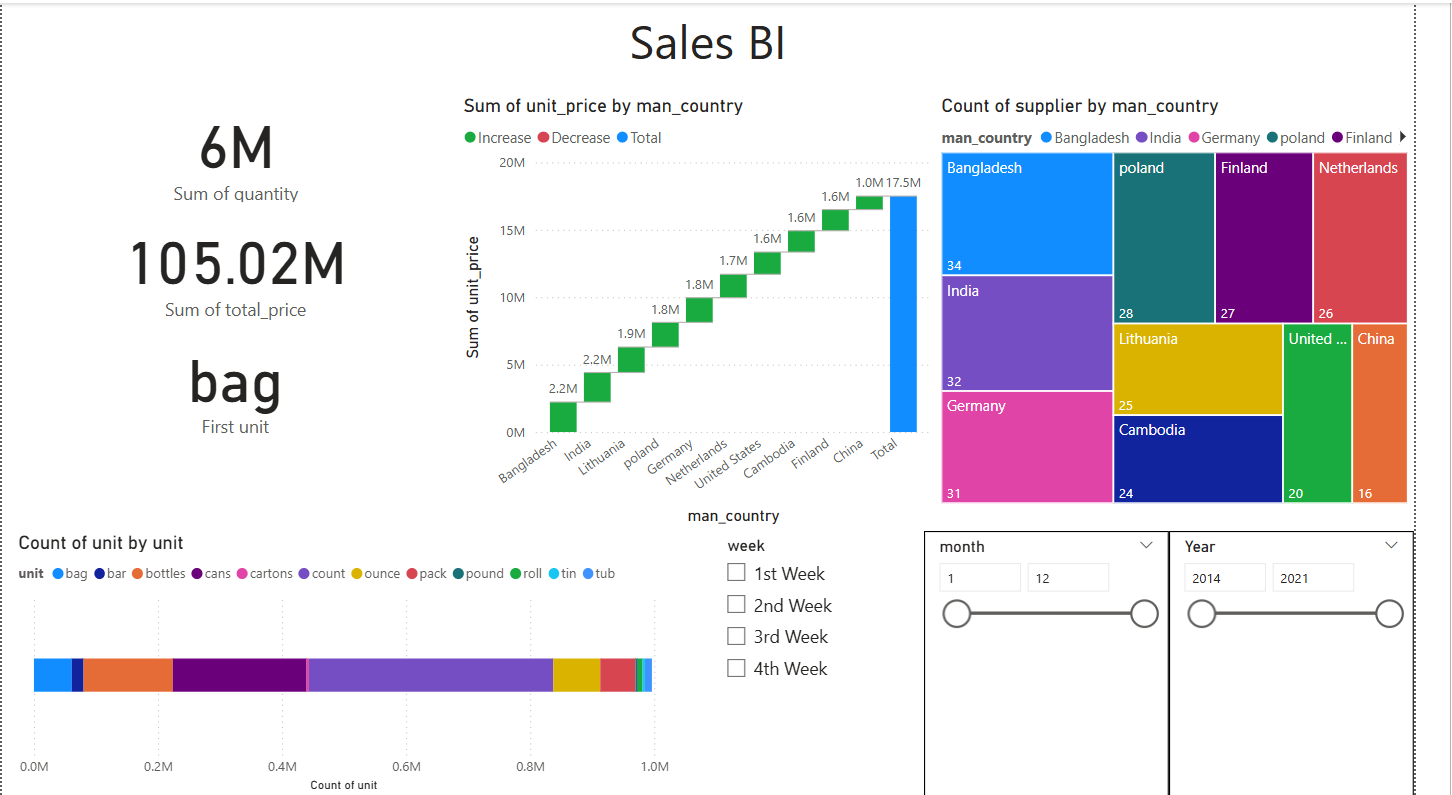 Sales BI
6M
Sum of quantity
105.02M
Sum of total_price
bag
First unit
Sum of unit_price by man_country
Increase Decrease Total
Sum of unit_price
20M
15M
10M
5M
0M
2.2M
2.2M
1.9M
1.8M
1.8M
1.7M
1.6M
1.6M
1.6M
1.0M
17.5M
Bangladesh
India
Lithuania
poland
Germany
Netherlands
United States
Cambodia
Finland
China
Total
man_country
Count of supplier by man_country
man_country Bangladesh India Germany poland Finland
Bangladesh
34
India
32
Germany
31
poland
28
Finland
27
Netherlands
26
Lithuania
25
Cambodia
24
United ...
20
China
16
Count of unit by unit
unit bag bar bottles cans cartons count ounce pack pound roll tin tub
0.0M 0.2M 0.4M 0.6M 0.8M 1.0M
Count of unit
week
1st Week
2nd Week
3rd Week
4th Week
month
1 12
Year
2014 2021